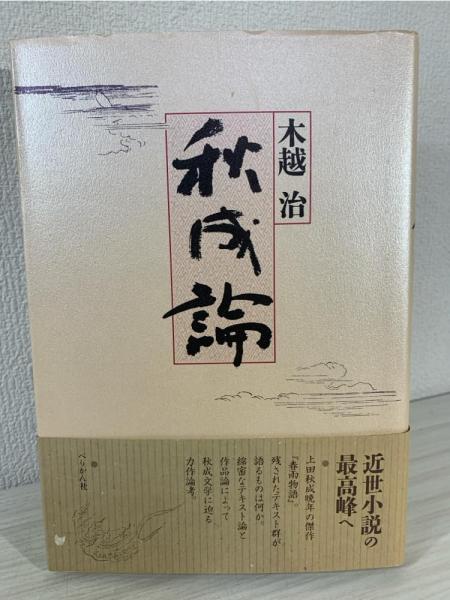 木越 治
秋成論
近世小説の
最高峰へ
上田秋成晩年の傑作
『春雨物語』。
残されたテキスト群が
語るものは何か。
綿密なテキスト論と
作品論によって
秋成文学に迫る
力作論考。
ぺりかん社